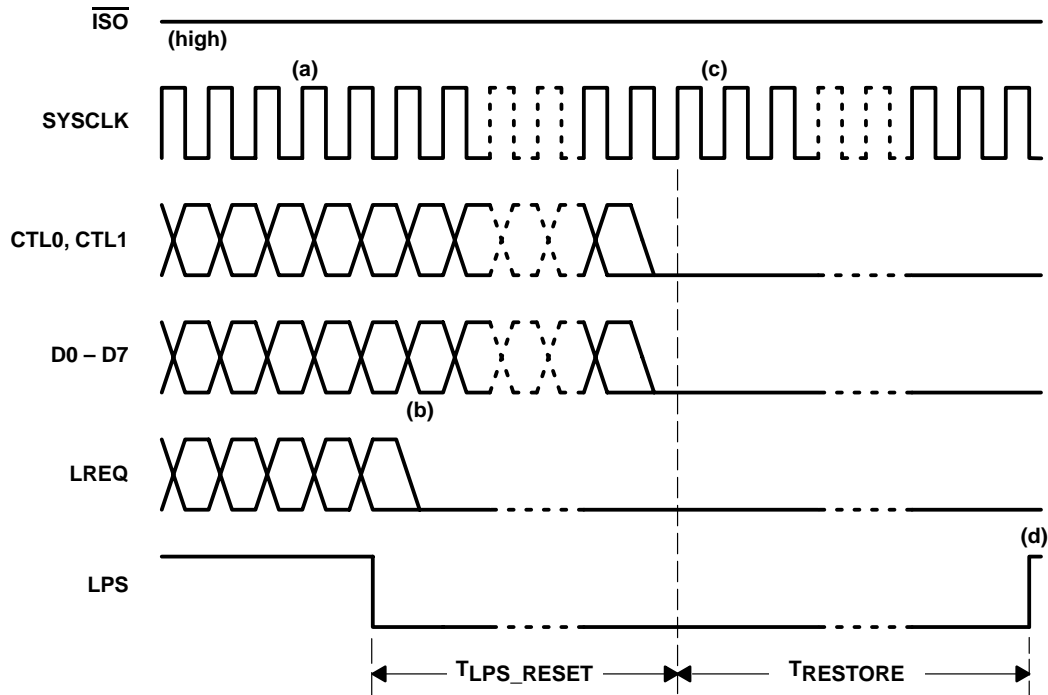 ISO
(high)
(a)
(c)
SYSCLK
CTL0, CTL1
D0 – D7
(b)
LREQ
(d)
LPS
TLPS_RESET
TRESTORE